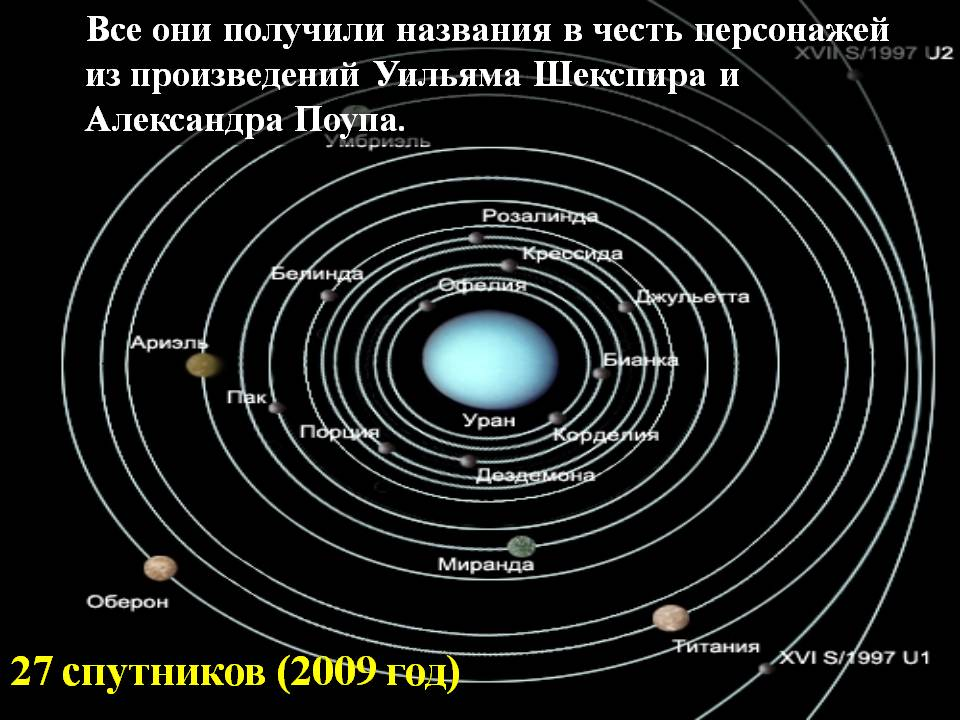 Все они получили названия в честь персонажей
из произведений Уильяма Шекспира и
Александра Поупа.
XVII S/1997 U2
Умбриэль
Розалинда
Крессида
Белинда
Офелия
Джульетта
Ариэль
Бианка
Пак
Уран
Порция
Корделия
Дездемона
Миранда
Оберон
Титания
XVI S/1997 U1
27 спутников (2009 год)